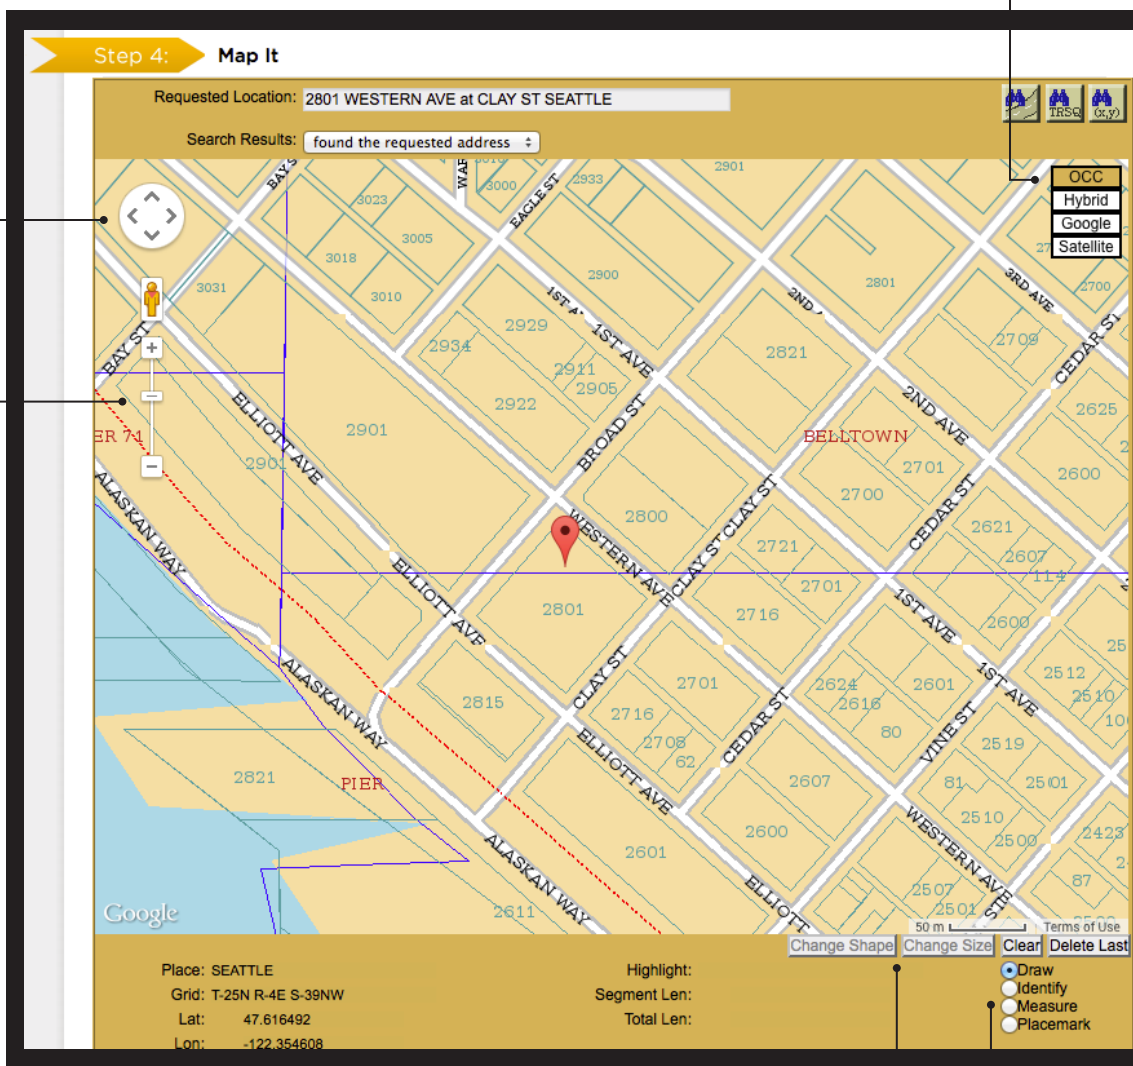 Step 4: Map It
Requested Location: 2801 WESTERN AVE at CLAY ST SEATTLE
TRSQ
(x,y)
Search Results: found the requested address
OCC
Hybrid
Google
Satellite
BAY S
WAR
3000
EAGLE ST
2933
2901
3023
3005
3018
3010
3031
2900
2801
3RD AVE
2700
1ST A
1ST AVE
2ND
2929
2934
2911
2905
2922
2821
2709
CEDAR ST
BAY ST
ELLIOTT AVE
2901
2901
BROAD ST
BELLTOWN
2ND AVE
2625
2600
ER 71
ALASKAN WAY
2701
2700
CEDAR ST
2621
2607
114
2800
WESTERN AVE
CLAY ST
CLAY ST
2721
2701
2716
2801
ELLIOTT AVE
1ST AVE
2600
1ST AVE
2512
2510
25
10
ALASKAN WAY
2815
CLAY ST
2701
2716
2708
62
CEDAR ST
2624
2616
80
2601
VINE ST
2519
2501
81
2510
2500
2423
87
2821
PIER
ELLIOTT AVE
2607
2600
2601
WESTERN AVE
ALASKAN WAY
ELLIOTT
2611
2507
2501
Google
50 m
Terms of Use
Change Shape Change Size Clear Delete Last
Place: SEATTLE
Grid: T-25N R-4E S-39NW
Lat: 47.616492
Lon: -122.354608
Highlight:
Segment Len:
Total Len:
Draw
Identify
Measure
Placemark